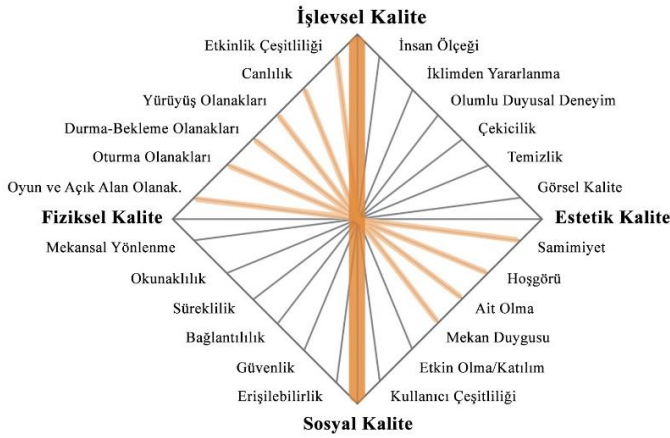 İşlevsel Kalite
Etkinlik Çeşitliliği
Canlılık
Yürüyüş Olanakları
Durma-Bekleme Olanakları
Oturma Olanakları
Oyun ve Açık Alan Olanak.
İnsan Ölçeği
İklimden Yararlanma
Olumlu Duyusal Deneyim
Çekicilik
Temizlik
Görsel Kalite
Fiziksel Kalite
Estetik Kalite
Mekansal Yönlenme
Okunaklılık
Süreklilik
Bağlantılılık
Güvenlik
Erişilebilirlik
Samimiyet
Hoşgörü
Ait Olma
Mekan Duygusu
Etkin Olma/Katılım
Kullanıcı Çeşitliliği
Sosyal Kalite